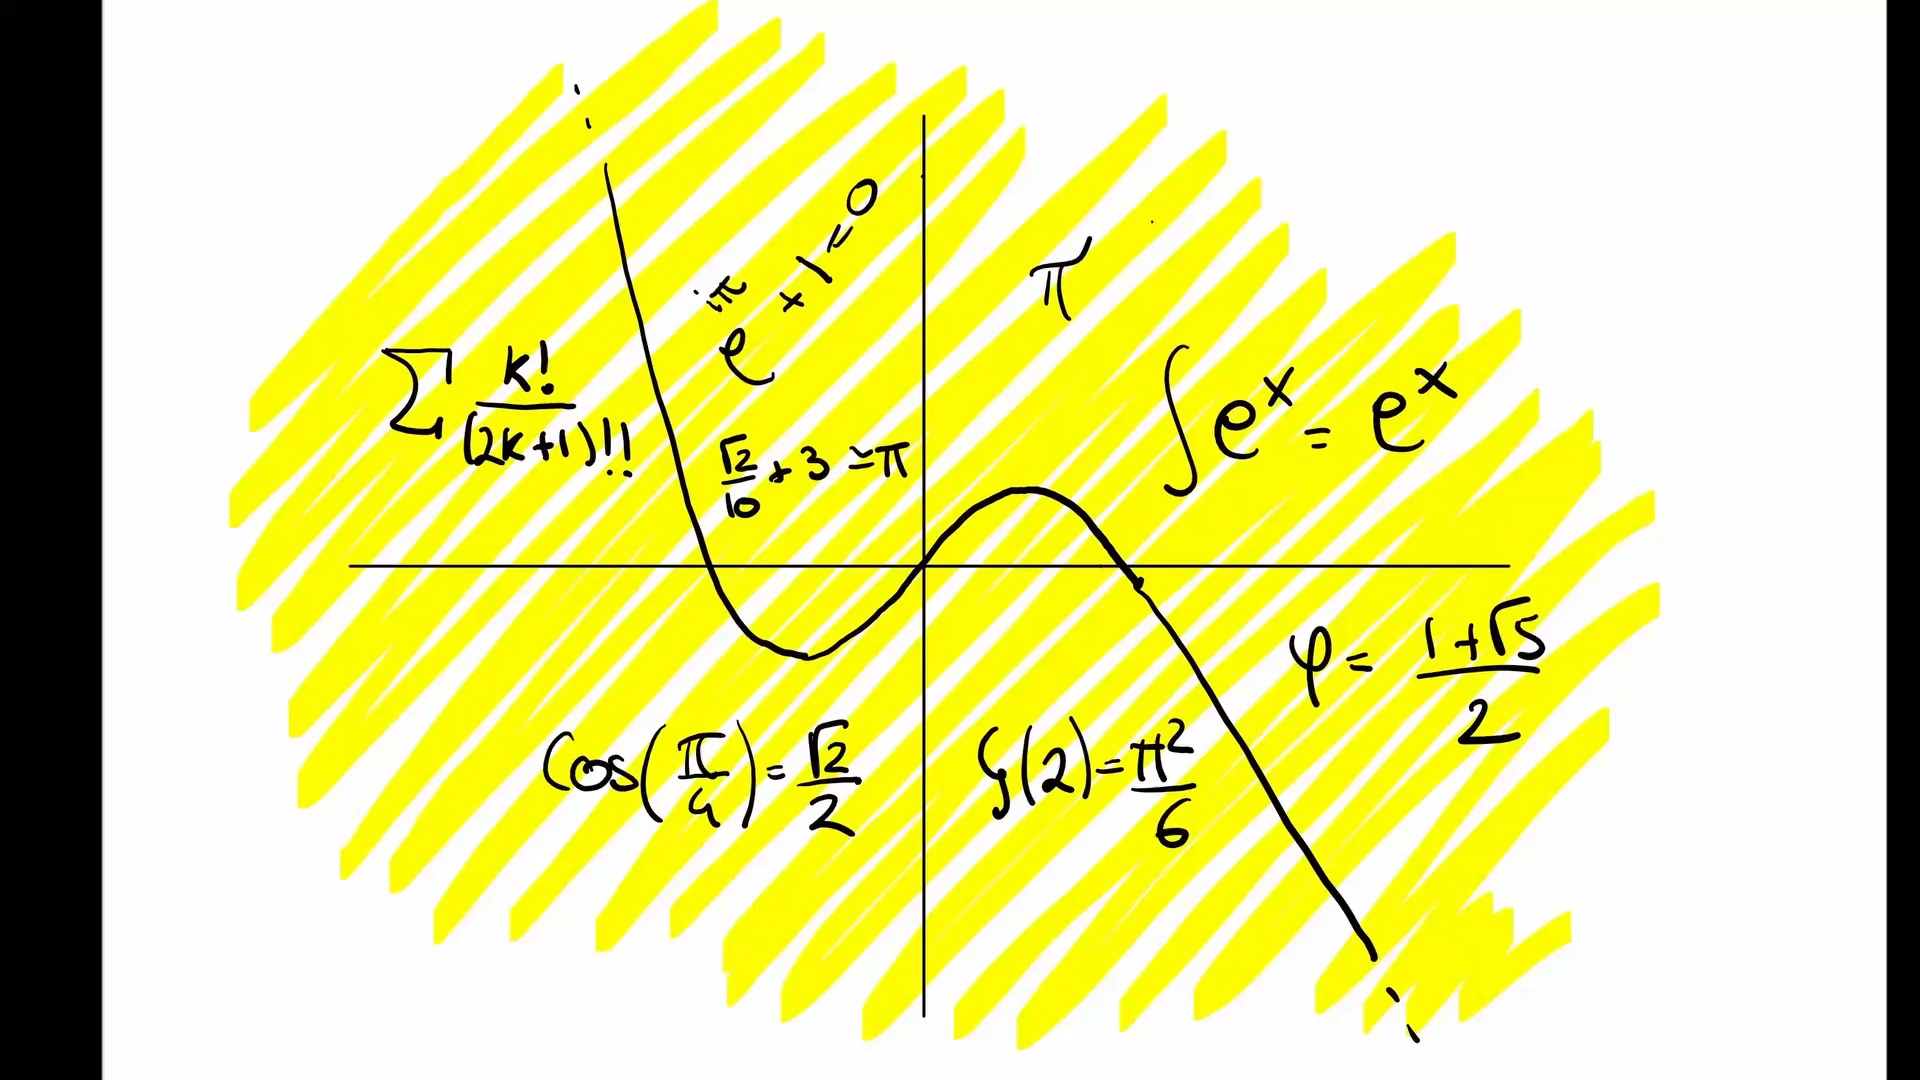 e^{iπ} + 1 = 0
π
∑ k!/(2k+1)!!
∫e^x = e^x
√2/10 + 3 ≃ π
φ = (1+√5)/2
cos(π/4) = √2/2
ζ(2) = π²/6